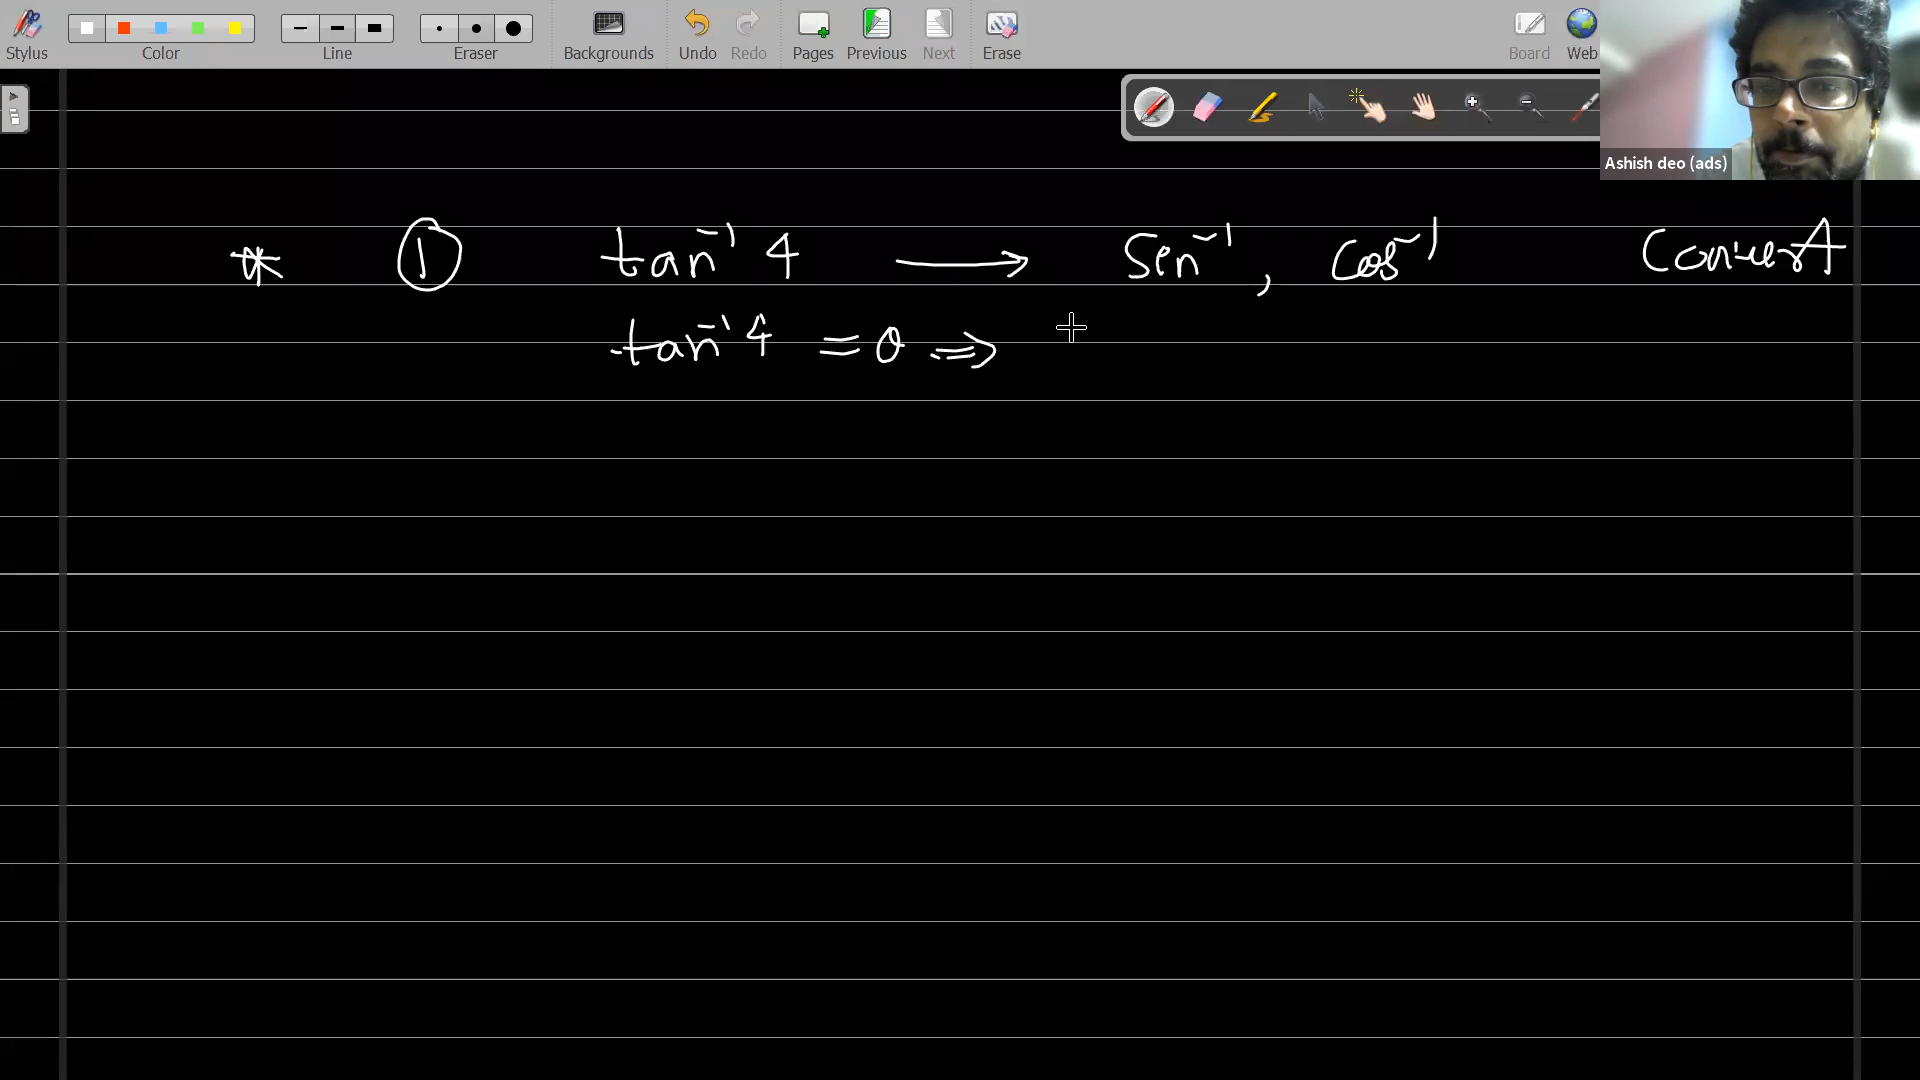 Stylus Color Line Eraser Backgrounds Undo Redo Pages Previous Next Erase Board Web
Ashish deo (ads)
* ① tan⁻¹ 4 → Sin⁻¹, Cos⁻¹ Convert
tan⁻¹ 4 = θ ⇒